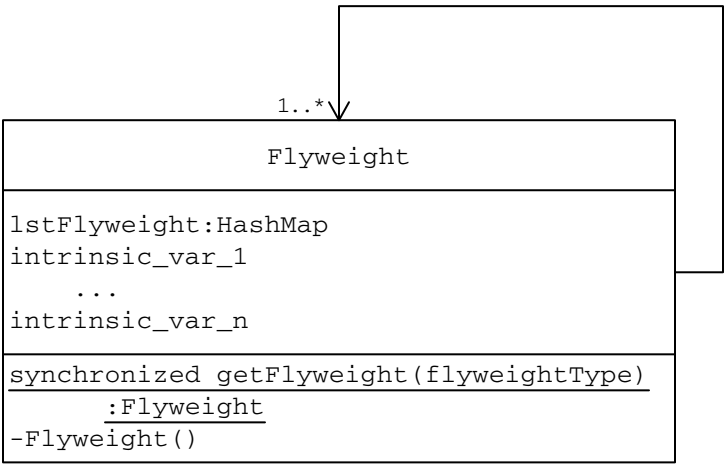 1..*
Flyweight
lstFlyweight:HashMap
intrinsic_var_1
...
intrinsic_var_n
synchronized getFlyweight(flyweightType)
:Flyweight
-Flyweight()